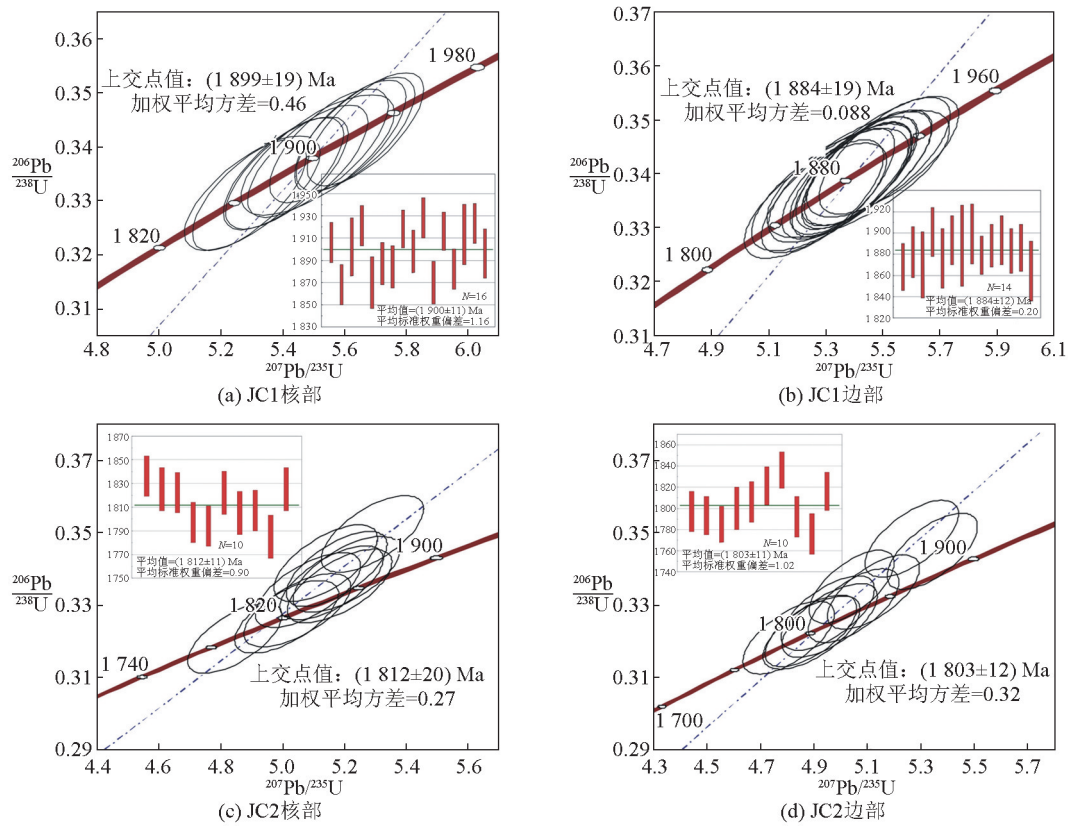 0.36
0.35
0.34
0.33
0.32
0.31
²⁰⁶Pb
²³⁸U
上交点值：(1 899±19) Ma
加权平均方差=0.46
1 980
1 900
1 820
1 950
1 930
1 910
1 890
1 870
1 850
1 830
N=16
平均值=(1 900±11) Ma
平均标准权重偏差=1.16
4.8 5.0 5.2 5.4 5.6 5.8 6.0
²⁰⁷Pb/²³⁵U
(a) JC1核部
0.37
0.36
0.35
0.34
0.33
0.32
0.31
²⁰⁶Pb
²³⁸U
上交点值：(1 884±19) Ma
加权平均方差=0.088
1 960
1 880
1 800
1 920
1 900
1 880
1 860
1 840
1 820
N=14
平均值=(1 884±12) Ma
平均标准权重偏差=0.20
4.7 4.9 5.1 5.3 5.5 5.7 5.9 6.1
²⁰⁷Pb/²³⁵U
(b) JC1边部
0.37
0.35
0.33
0.31
0.29
²⁰⁶Pb
²³⁸U
1 870
1 850
1 830
1 810
1 790
1 770
1 750
N=10
平均值=(1 812±11) Ma
平均标准权重偏差=0.90
1 900
1 820
1 740
上交点值：(1 812±20) Ma
加权平均方差=0.27
4.4 4.6 4.8 5.0 5.2 5.4 5.6
²⁰⁷Pb/²³⁵U
(c) JC2核部
0.37
0.35
0.33
0.31
0.29
²⁰⁶Pb
²³⁸U
1 860
1 840
1 820
1 800
1 780
1 760
1 740
N=10
平均值=(1 803±11) Ma
平均标准权重偏差=1.02
1 900
1 800
1 700
上交点值：(1 803±12) Ma
加权平均方差=0.32
4.3 4.5 4.7 4.9 5.1 5.3 5.5 5.7
²⁰⁷Pb/²³⁵U
(d) JC2边部